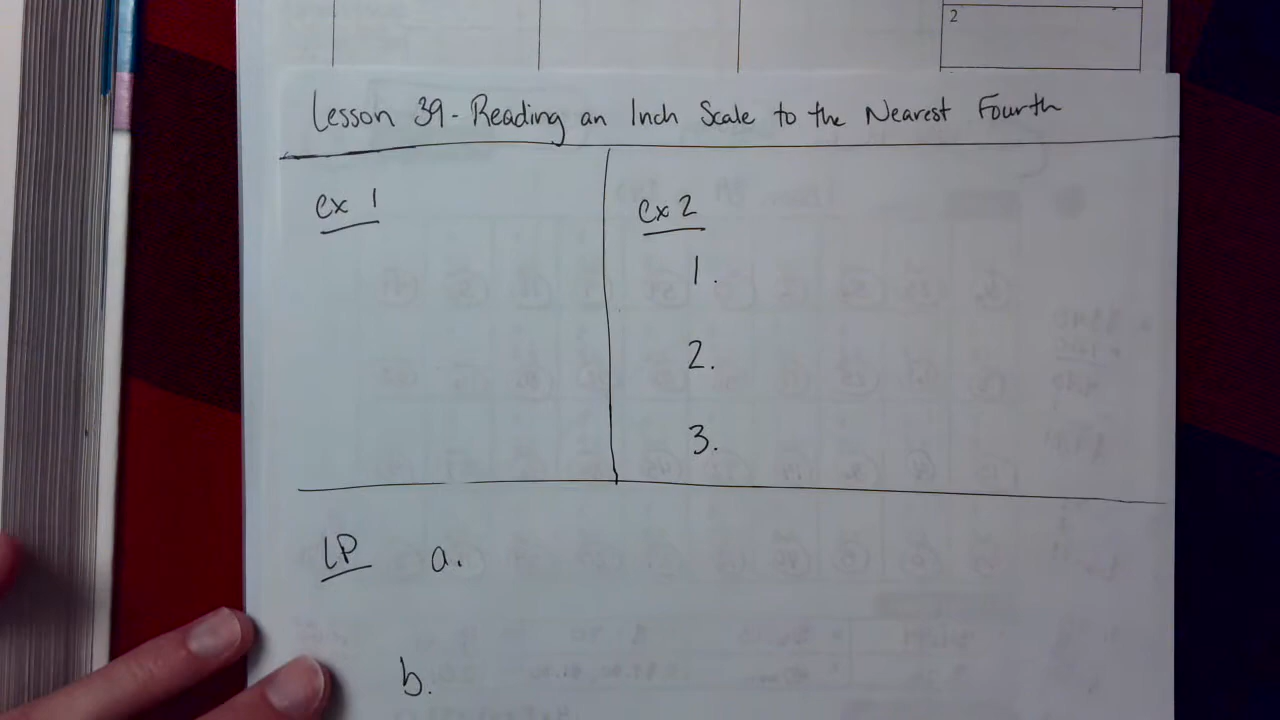 2
Lesson 39 - Reading an Inch Scale to the Nearest Fourth
ex 1
ex 2
1.
2.
3.
LP a.
b.